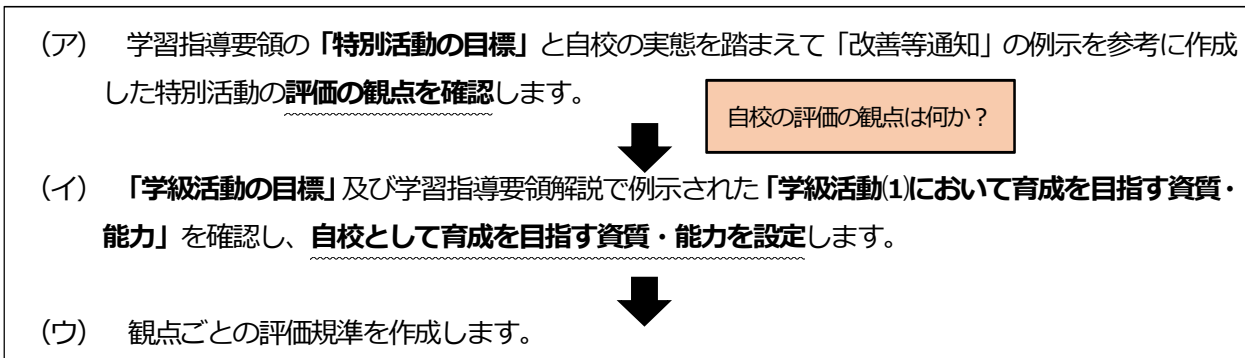 (ア) 学習指導要領の「特別活動の目標」と自校の実態を踏まえて「改善等通知」の例示を参考に作成
した特別活動の評価の観点を確認します。
自校の評価の観点は何か？
(イ) 「学級活動の目標」及び学習指導要領解説で例示された「学級活動⑴において育成を目指す資質・
能力」を確認し、自校として育成を目指す資質・能力を設定します。
(ウ) 観点ごとの評価規準を作成します。